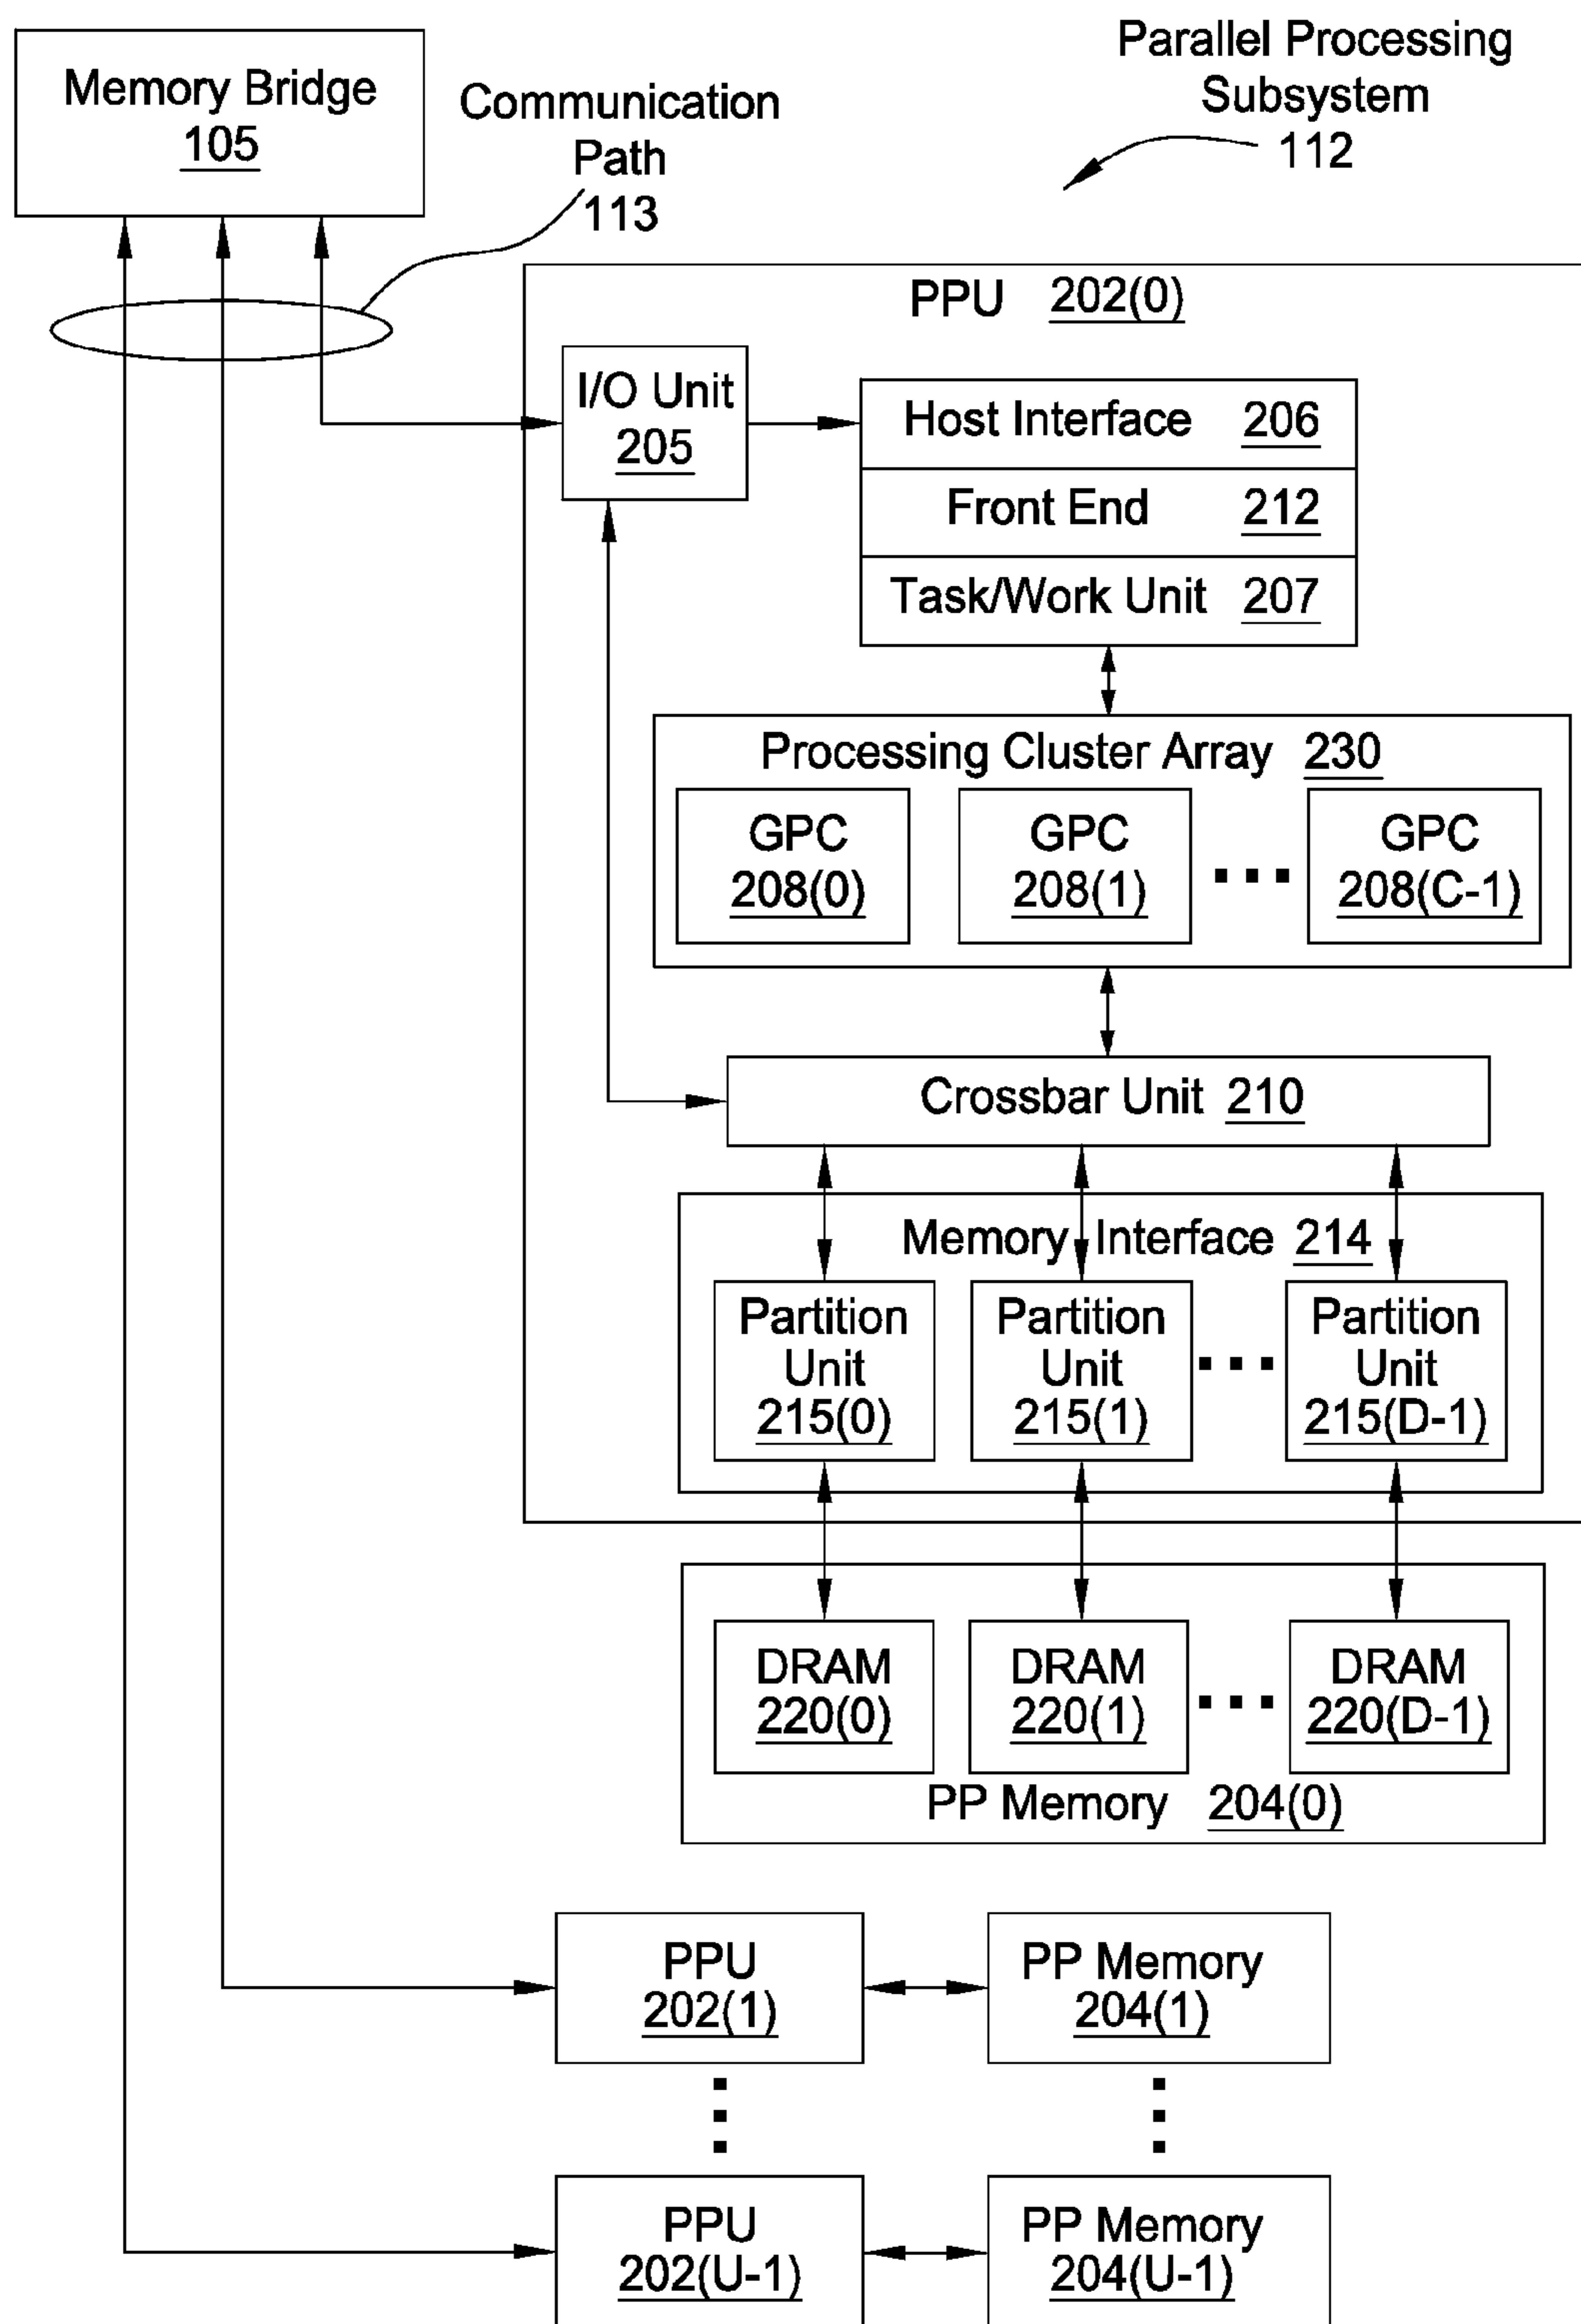 Parallel Processing
Subsystem
112
Memory Bridge
105
Communication
Path
113
PPU 202(0)
I/O Unit
205
Host Interface 206
Front End 212
Task/Work Unit 207
Processing Cluster Array 230
GPC
208(0)
GPC
208(1)
GPC
208(C-1)
Crossbar Unit 210
Memory Interface 214
Partition
Unit
215(0)
Partition
Unit
215(1)
Partition
Unit
215(D-1)
DRAM
220(0)
DRAM
220(1)
DRAM
220(D-1)
PP Memory 204(0)
PPU
202(1)
PP Memory
204(1)
PPU
202(U-1)
PP Memory
204(U-1)